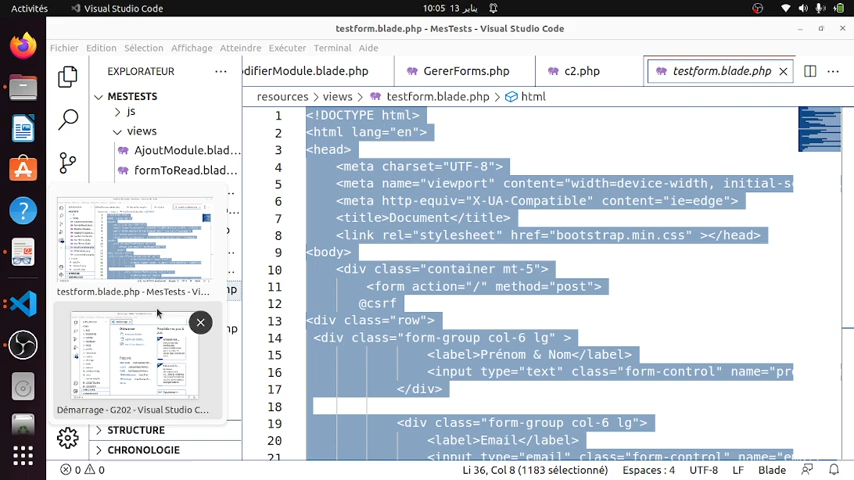 Activités
Visual Studio Code
10:05 13 يناير
testform.blade.php - MesTests - Visual Studio Code
Fichier Edition Sélection Affichage Atteindre Exécuter Terminal Aide
EXPLORATEUR
odifierModule.blade.php
GererForms.php
c2.php
testform.blade.php
MESTESTS
resources > views > testform.blade.php > html
js
views
AjoutModule.blad...
formToRead.blad...
testform.blade.php - MesTests - Vi...
Démarrage - G202 - Visual Studio C...
STRUCTURE
CHRONOLOGIE
1 <!DOCTYPE html>
2 <html lang="en">
3 <head>
4 <meta charset="UTF-8">
5 <meta name="viewport" content="width=device-width, initial-s
6 <meta http-equiv="X-UA-Compatible" content="ie=edge">
7 <title>Document</title>
8 <link rel="stylesheet" href="bootstrap.min.css" ></head>
9 <body>
10 <div class="container mt-5">
11 <form action="/" method="post">
12 @csrf
13 <div class="row">
14 <div class="form-group col-6 lg" >
15 <label>Prénom & Nom</label>
16 <input type="text" class="form-control" name="pr
17 </div>
18
19 <div class="form-group col-6 lg">
20 <label>Email</label>
21 <input type="email" class="form-control" name="em
0 0
Li 36, Col 8 (1183 sélectionné)
Espaces : 4
UTF-8
LF
Blade